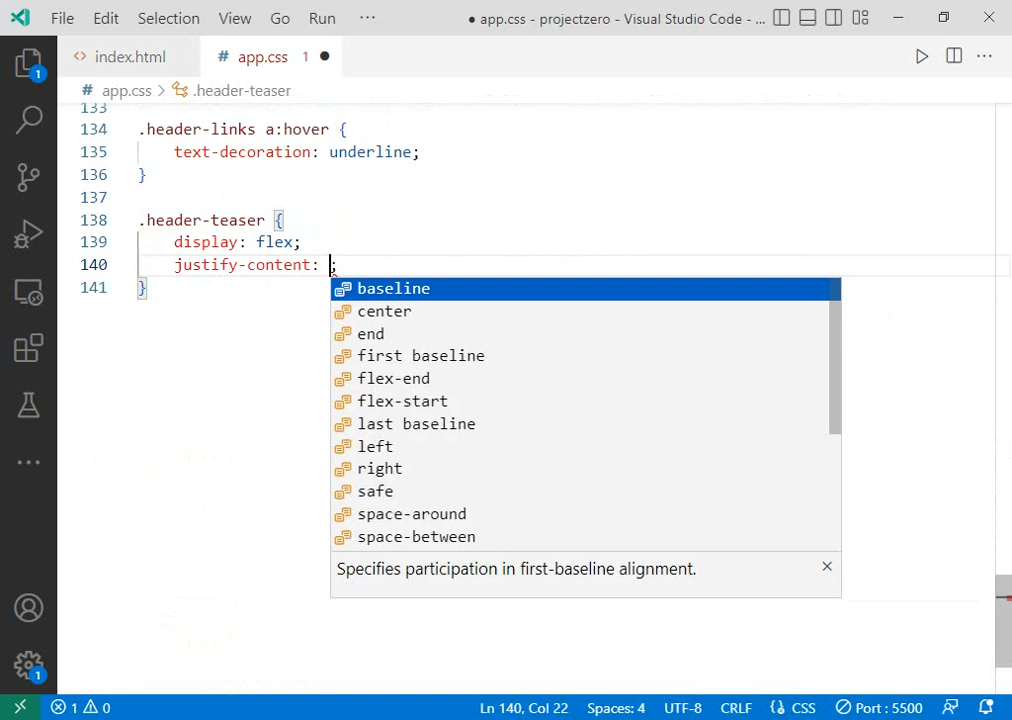 File Edit Selection View Go Run ··· ● app.css - projectzero - Visual Studio Code - ...
<> index.html # app.css 1 ●
# app.css > .header-teaser
133
134 .header-links a:hover {
135 text-decoration: underline;
136 }
137
138 .header-teaser {
139 display: flex;
140 justify-content: ;
141 }
baseline
center
end
first baseline
flex-end
flex-start
last baseline
left
right
safe
space-around
space-between
Specifies participation in first-baseline alignment.
1
1
1 0 Ln 140, Col 22 Spaces: 4 UTF-8 CRLF {} CSS Port : 5500